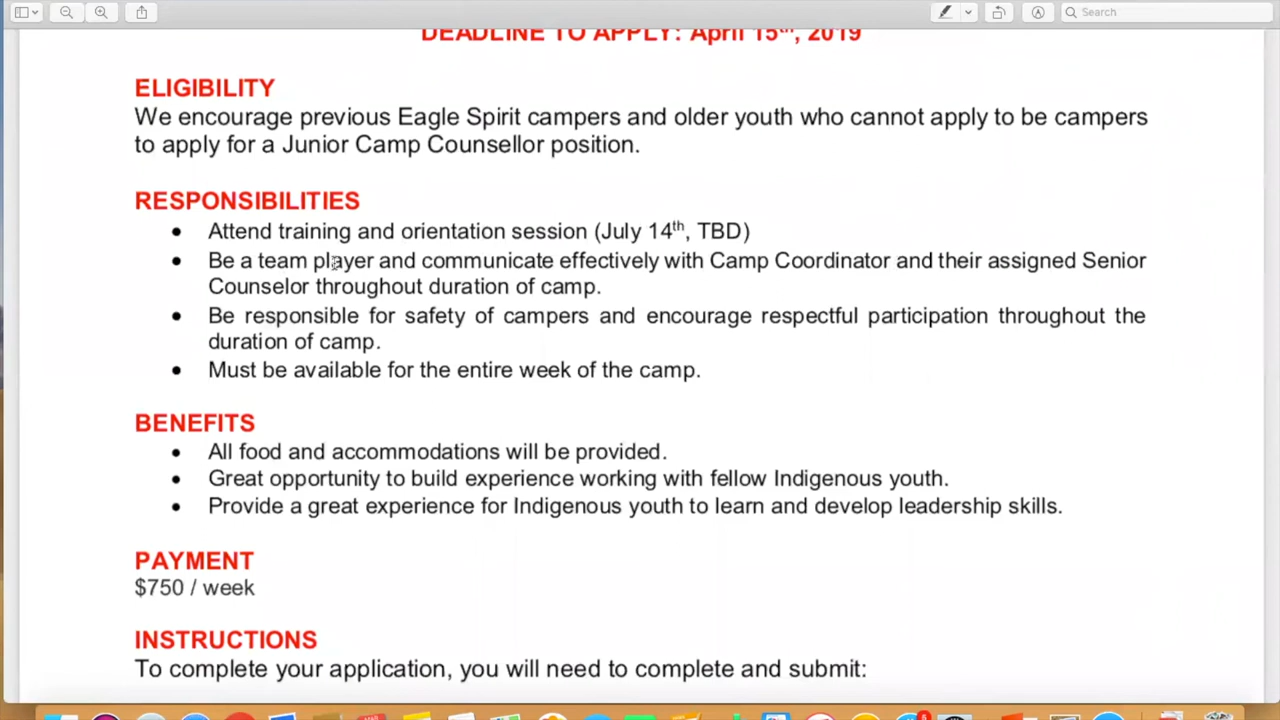 Search
DEADLINE TO APPLY: April 15th, 2019
ELIGIBILITY
We encourage previous Eagle Spirit campers and older youth who cannot apply to be campers
to apply for a Junior Camp Counsellor position.
RESPONSIBILITIES
• Attend training and orientation session (July 14th, TBD)
• Be a team player and communicate effectively with Camp Coordinator and their assigned Senior
Counselor throughout duration of camp.
• Be responsible for safety of campers and encourage respectful participation throughout the
duration of camp.
• Must be available for the entire week of the camp.
BENEFITS
• All food and accommodations will be provided.
• Great opportunity to build experience working with fellow Indigenous youth.
• Provide a great experience for Indigenous youth to learn and develop leadership skills.
PAYMENT
$750 / week
INSTRUCTIONS
To complete your application, you will need to complete and submit: